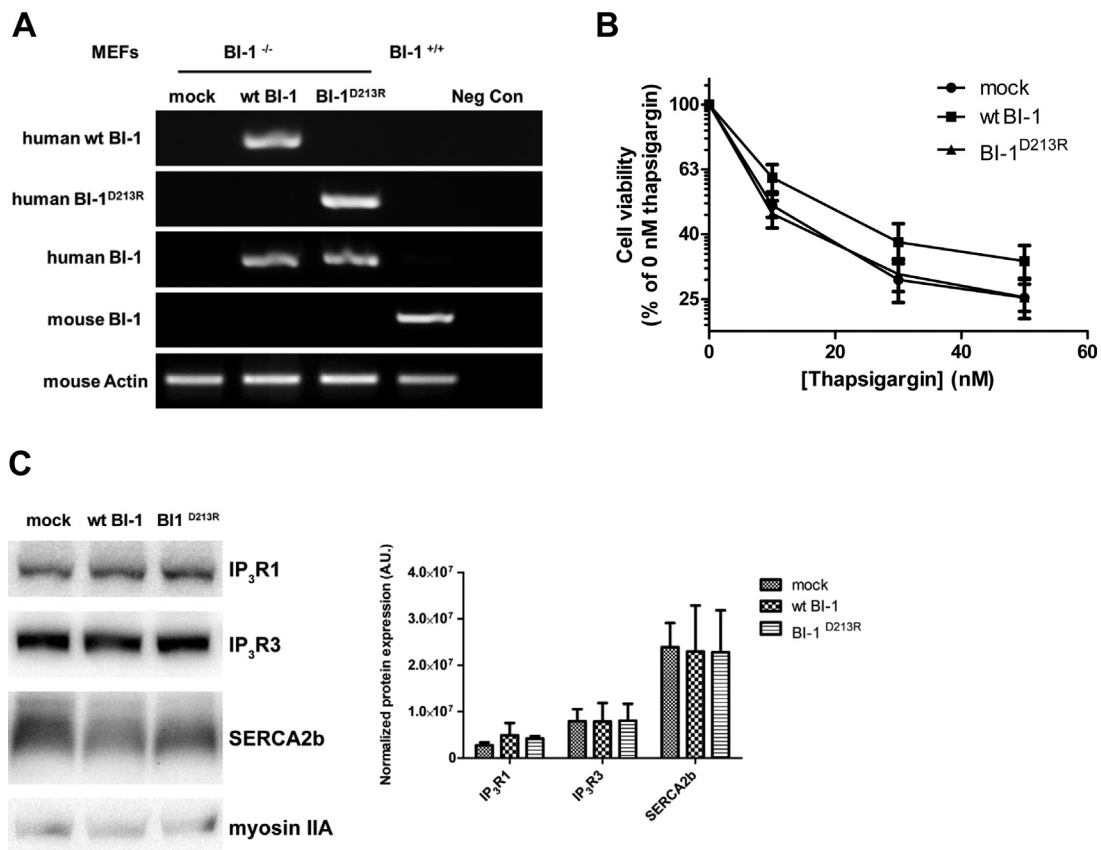 A
MEFs BI-1 -/- BI-1 +/+
mock wt BI-1 BI-1D213R Neg Con
human wt BI-1
human BI-1D213R
human BI-1
mouse BI-1
mouse Actin
B
Cell viability
(% of 0 nM thapsigargin)
100
63
40
25
0 20 40 60
[Thapsigargin] (nM)
mock
wt BI-1
BI-1D213R
C
mock wt BI-1 BI1 D213R
IP3R1
IP3R3
SERCA2b
myosin IIA
Normalized protein expression (A.U.)
4.0×10⁷
3.0×10⁷
2.0×10⁷
1.0×10⁷
0
IP3R1
IP3R3
SERCA2b
mock
wt BI-1
BI-1 D213R